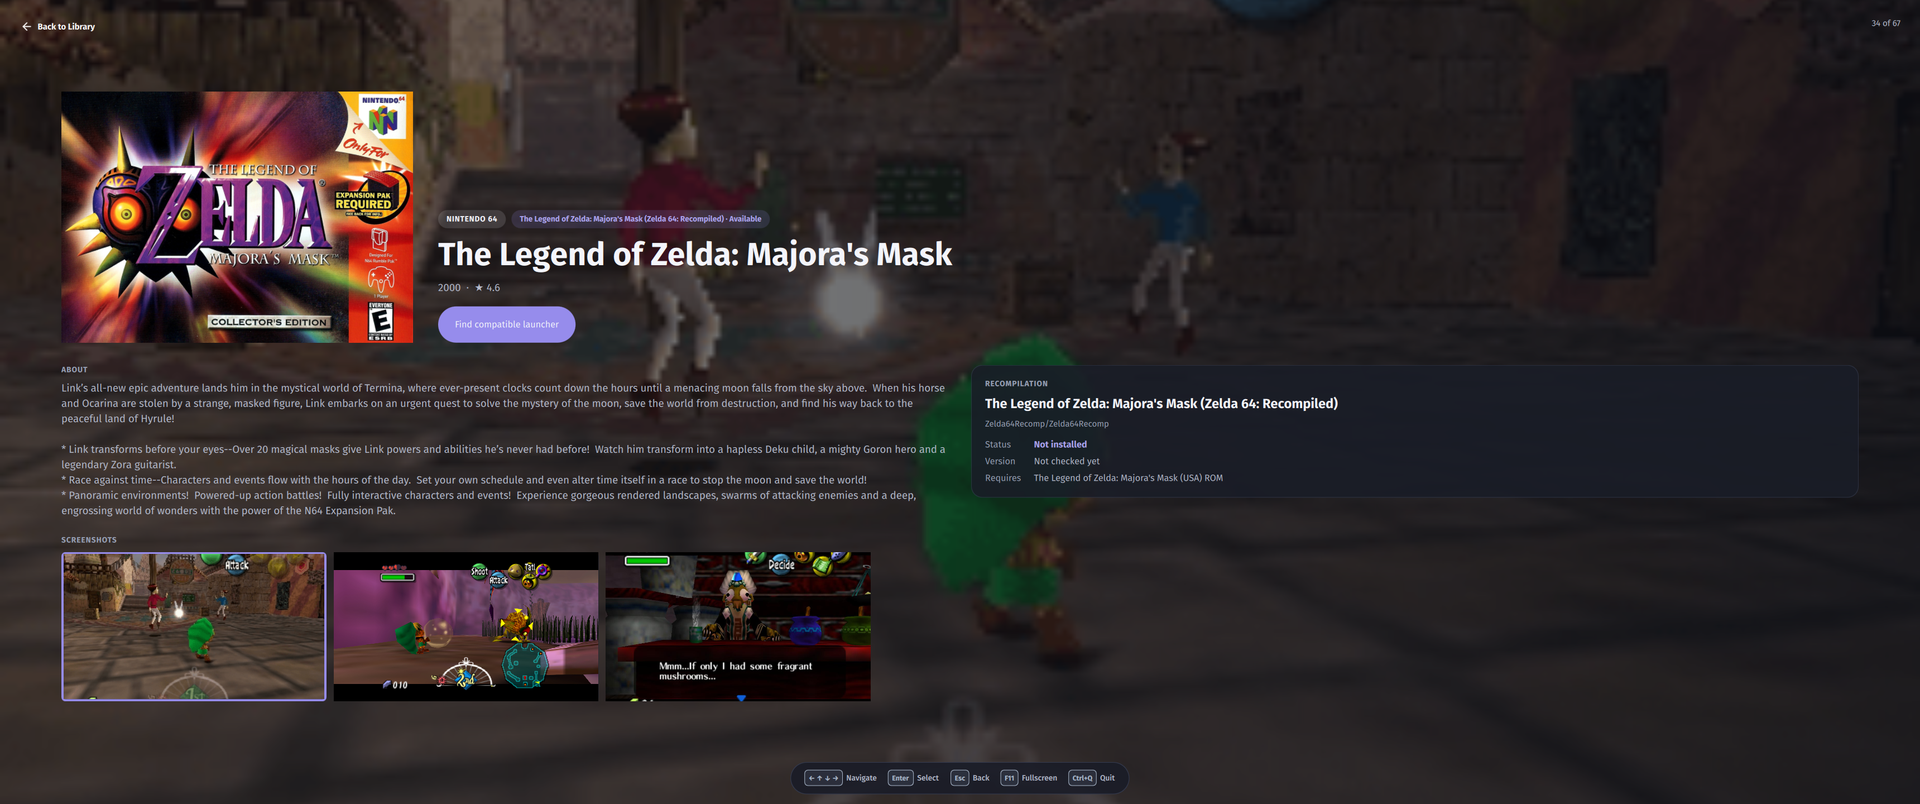 Back to Library
34 of 67
NINTENDO 64
Only For
THE LEGEND OF
ZELDA
MAJORA'S MASK
EXPANSION PAK
REQUIRED
COLLECTOR'S EDITION
1 Player
EVERYONE
E
ESRB
NINTENDO 64
The Legend of Zelda: Majora's Mask (Zelda 64: Recompiled) · Available
The Legend of Zelda: Majora's Mask
2000 · ★ 4.6
Find compatible launcher
ABOUT
Link's all-new epic adventure lands him in the mystical world of Termina, where ever-present clocks count down the hours until a menacing moon falls from the sky above.  When his horse
and Ocarina are stolen by a strange, masked figure, Link embarks on an urgent quest to solve the mystery of the moon, save the world from destruction, and find his way back to the
peaceful land of Hyrule!
* Link transforms before your eyes--Over 20 magical masks give Link powers and abilities he's never had before!  Watch him transform into a hapless Deku child, a mighty Goron hero and a
legendary Zora guitarist.
* Race against time--Characters and events flow with the hours of the day.  Set your own schedule and even alter time itself in a race to stop the moon and save the world!
* Panoramic environments!  Powered-up action battles!  Fully interactive characters and events!  Experience gorgeous rendered landscapes, swarms of attacking enemies and a deep,
engrossing world of wonders with the power of the N64 Expansion Pak.
RECOMPILATION
The Legend of Zelda: Majora's Mask (Zelda 64: Recompiled)
Zelda64Recomp/Zelda64Recomp
Status Not installed
Version Not checked yet
Requires The Legend of Zelda: Majora's Mask (USA) ROM
SCREENSHOTS
Attack
1st
Shoot
Attack
Tatl
010
2nd
Decide
Mmm...If only I had some fragrant
mushrooms...
← ↑ ↓ → Navigate Enter Select Esc Back F11 Fullscreen Ctrl+Q Quit